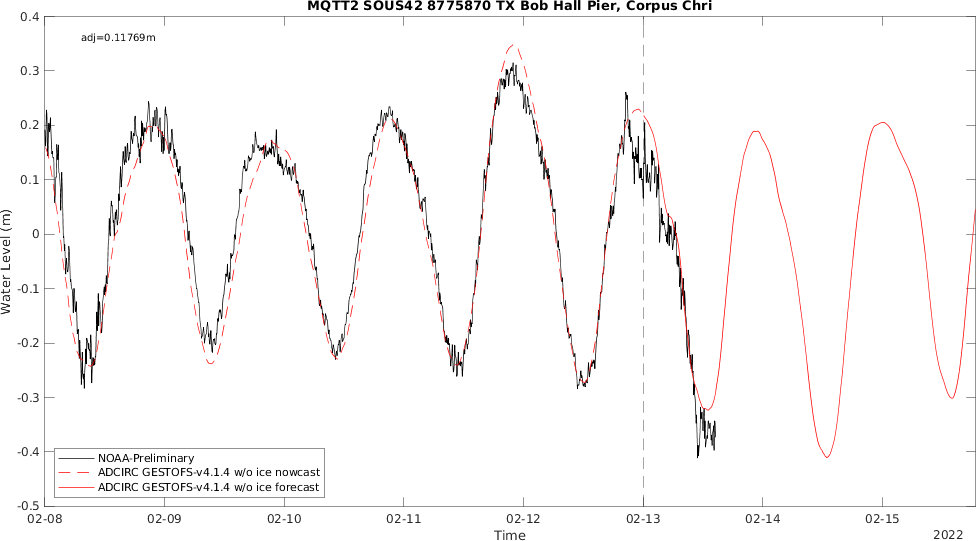 MQTT2 SOUS42 8775870 TX Bob Hall Pier, Corpus Chri
adj=0.11769m
0.4
0.3
0.2
0.1
0
-0.1
-0.2
-0.3
-0.4
-0.5
Water Level (m)
NOAA-Preliminary
ADCIRC GESTOFS-v4.1.4 w/o ice nowcast
ADCIRC GESTOFS-v4.1.4 w/o ice forecast
02-08 02-09 02-10 02-11 02-12 02-13 02-14 02-15
Time
2022